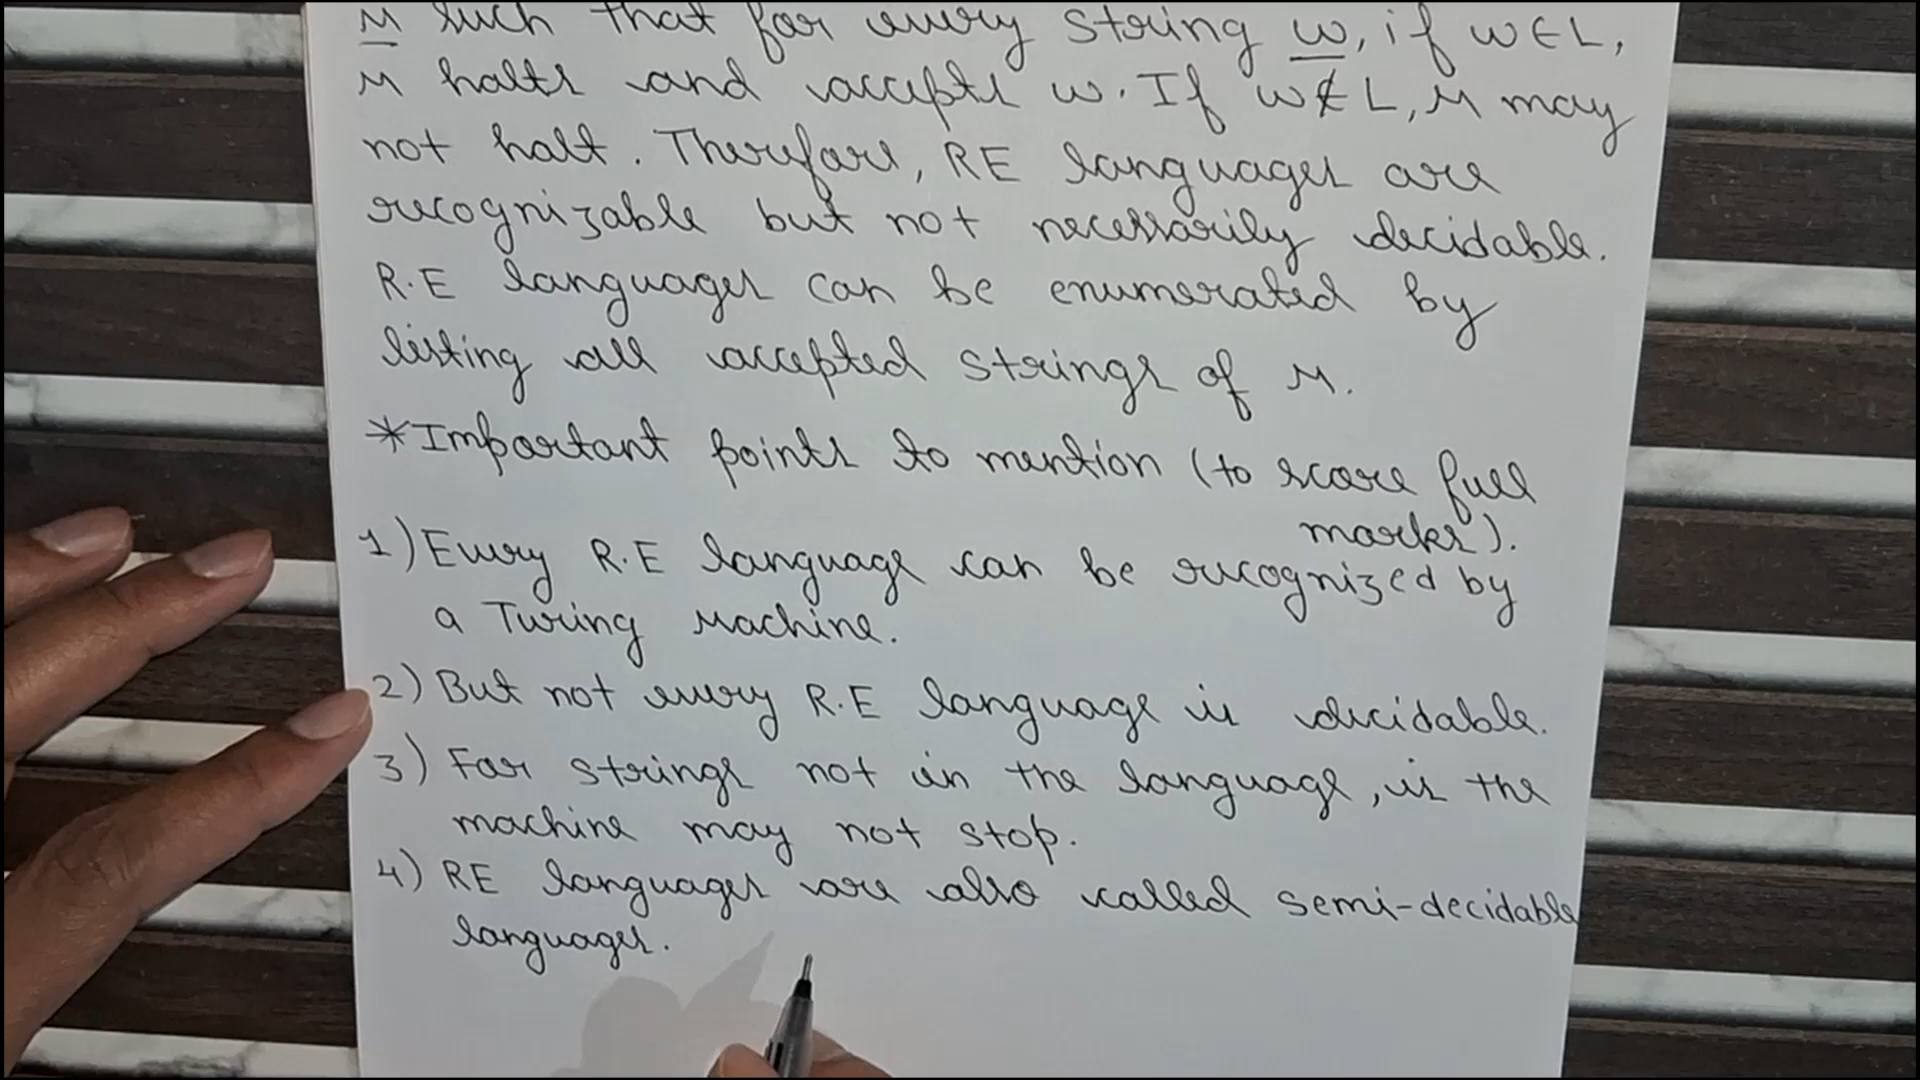 M such that for every string w, if w∈L,
M halts and accepts w. If w∉L, M may
not halt. Therefore, RE languages are
recognizable but not necessarily decidable.
R.E languages can be enumerated by
listing all accepted strings of M.
*Important points to mention (to score full
marks).
1) Every R.E language can be recognized by
a Turing Machine.
2) But not every R.E language is decidable.
3) For strings not in the language, is the
machine may not stop.
4) RE languages are also called semi-decidable
languages.